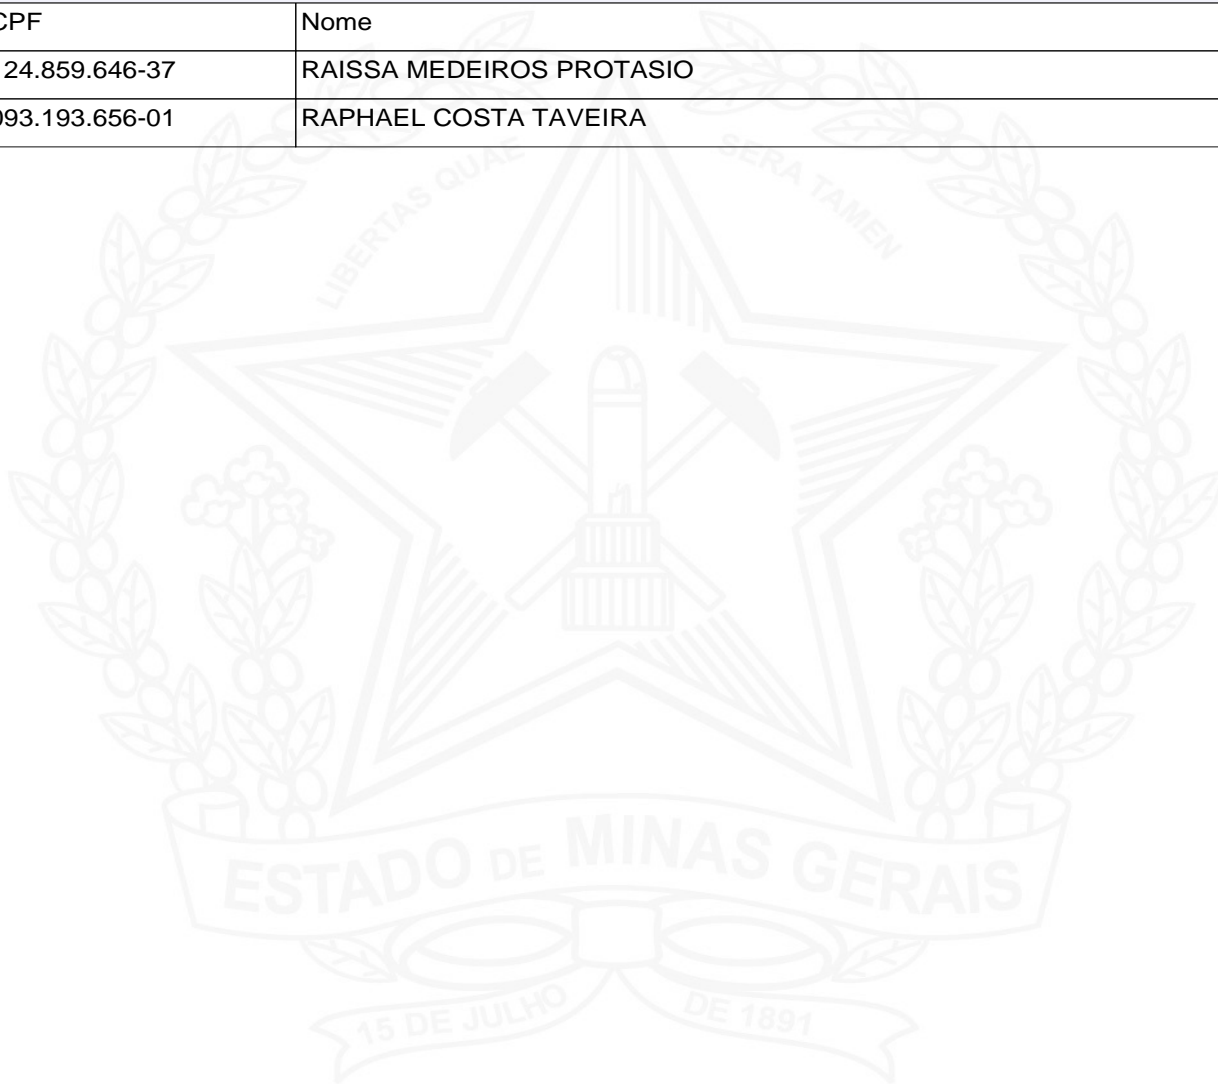 CPF Nome
24.859.646-37 RAISSA MEDEIROS PROTASIO
093.193.656-01 RAPHAEL COSTA TAVEIRA
LIBERTAS QUAE SERA TAMEN
ESTADO DE MINAS GERAIS
15 DE JULHO DE 1891